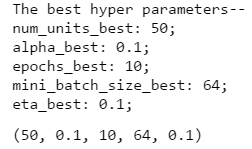 The best hyper parameters--
num_units_best: 50;
alpha_best: 0.1;
epochs_best: 10;
mini_batch_size_best: 64;
eta_best: 0.1;
(50, 0.1, 10, 64, 0.1)